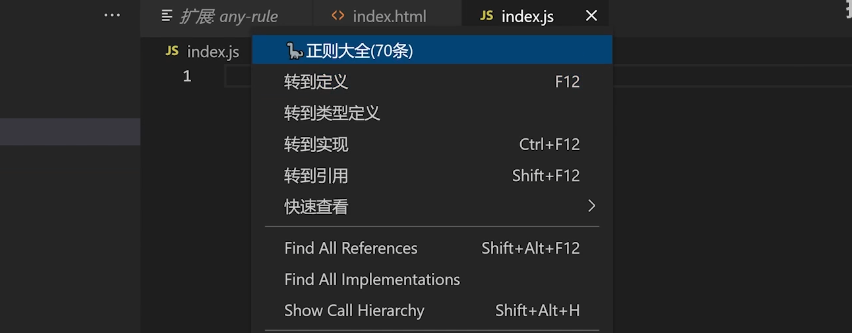 ··· 扩展: any-rule <> index.html JS index.js ×
JS index.js
1
🦕正则大全(70条)
转到定义 F12
转到类型定义
转到实现 Ctrl+F12
转到引用 Shift+F12
快速查看 >
Find All References Shift+Alt+F12
Find All Implementations
Show Call Hierarchy Shift+Alt+H